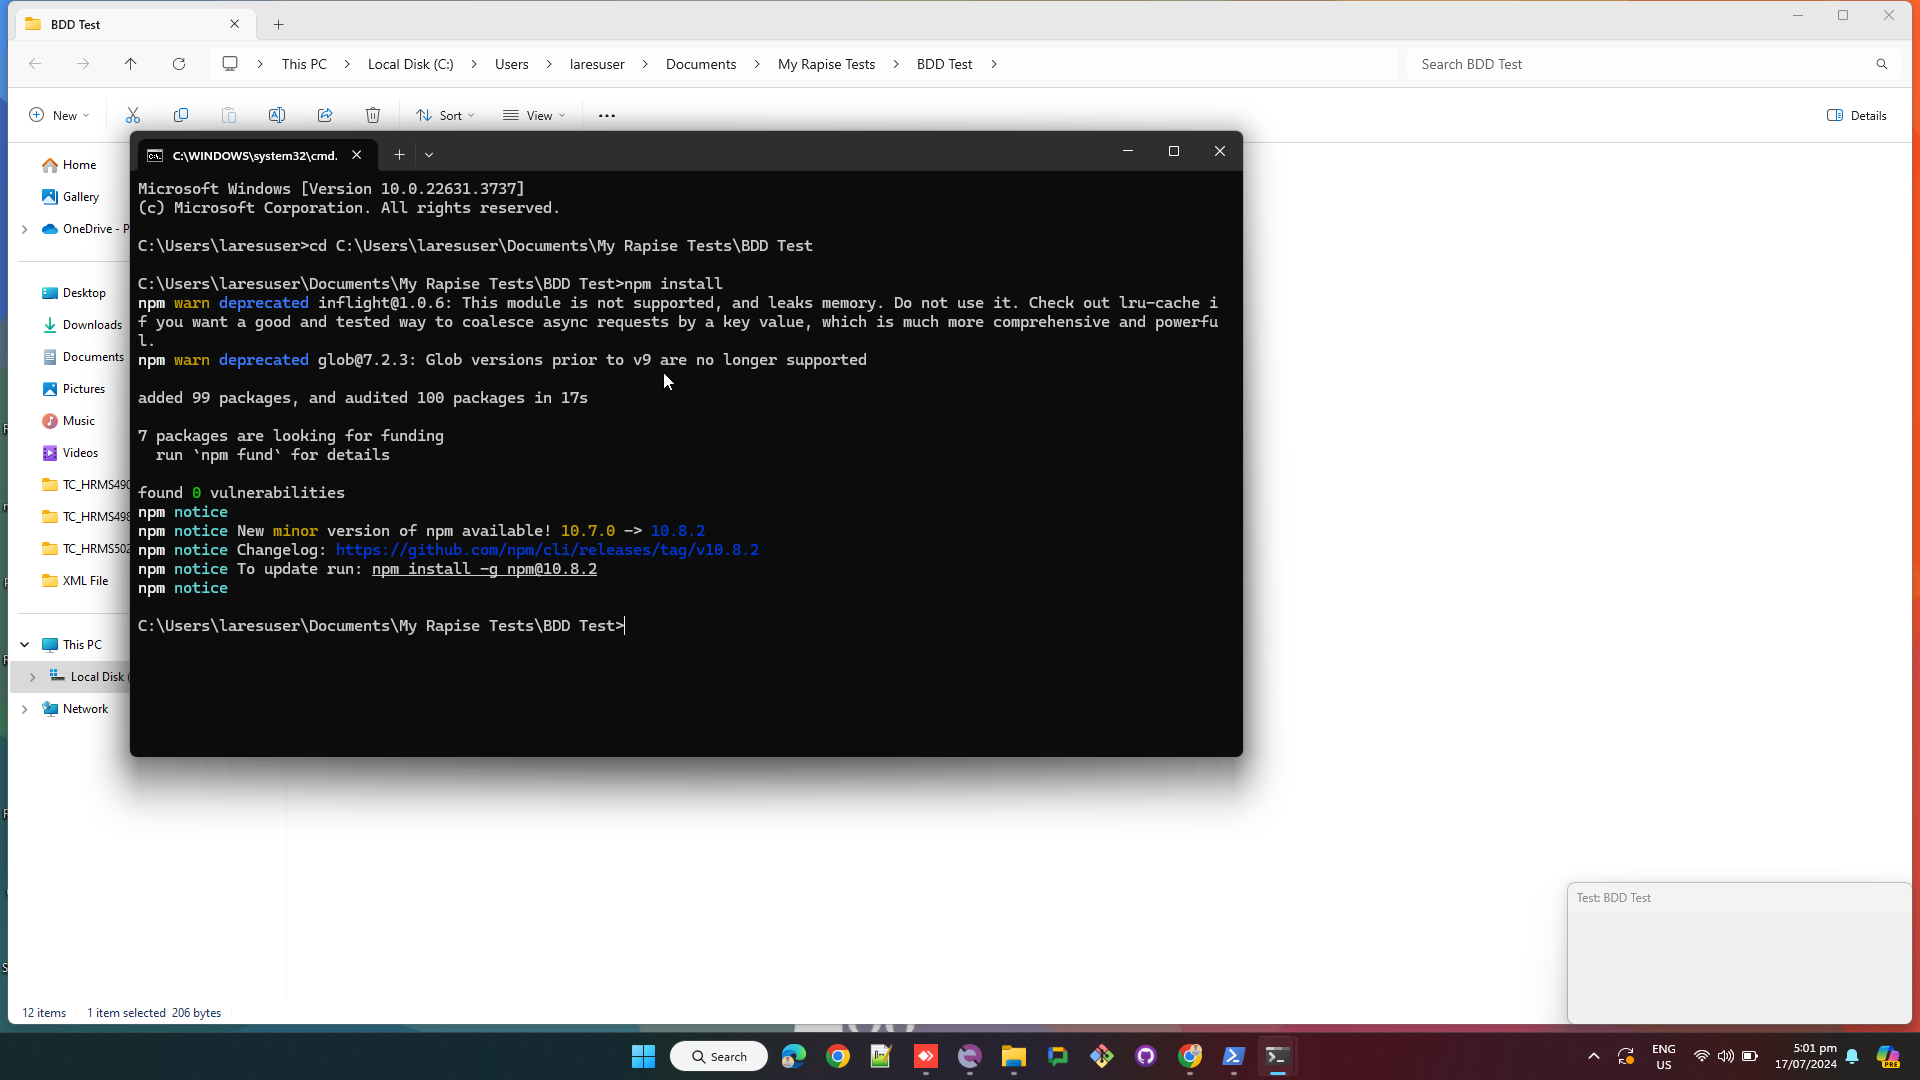 BDD Test
This PC
Local Disk (C:)
Users
laresuser
Documents
My Rapise Tests
BDD Test
Search BDD Test
New
Sort
View
Details
Home
Gallery
OneDrive - P
Desktop
Downloads
Documents
Pictures
Music
Videos
TC_HRMS490
TC_HRMS498
TC_HRMS502
XML File
This PC
Local Disk (
Network
C:\WINDOWS\system32\cmd.
Microsoft Windows [Version 10.0.22631.3737]
(c) Microsoft Corporation. All rights reserved.
C:\Users\laresuser>cd C:\Users\laresuser\Documents\My Rapise Tests\BDD Test
C:\Users\laresuser\Documents\My Rapise Tests\BDD Test>npm install
npm warn deprecated inflight@1.0.6: This module is not supported, and leaks memory. Do not use it. Check out lru-cache i
f you want a good and tested way to coalesce async requests by a key value, which is much more comprehensive and powerfu
l.
npm warn deprecated glob@7.2.3: Glob versions prior to v9 are no longer supported
added 99 packages, and audited 100 packages in 17s
7 packages are looking for funding
run `npm fund` for details
found 0 vulnerabilities
npm notice
npm notice New minor version of npm available! 10.7.0 -> 10.8.2
npm notice Changelog: https://github.com/npm/cli/releases/tag/v10.8.2
npm notice To update run: npm install -g npm@10.8.2
npm notice
C:\Users\laresuser\Documents\My Rapise Tests\BDD Test>
Test: BDD Test
12 items 1 item selected 206 bytes
Search
ENG
US
5:01 pm
17/07/2024
PRE